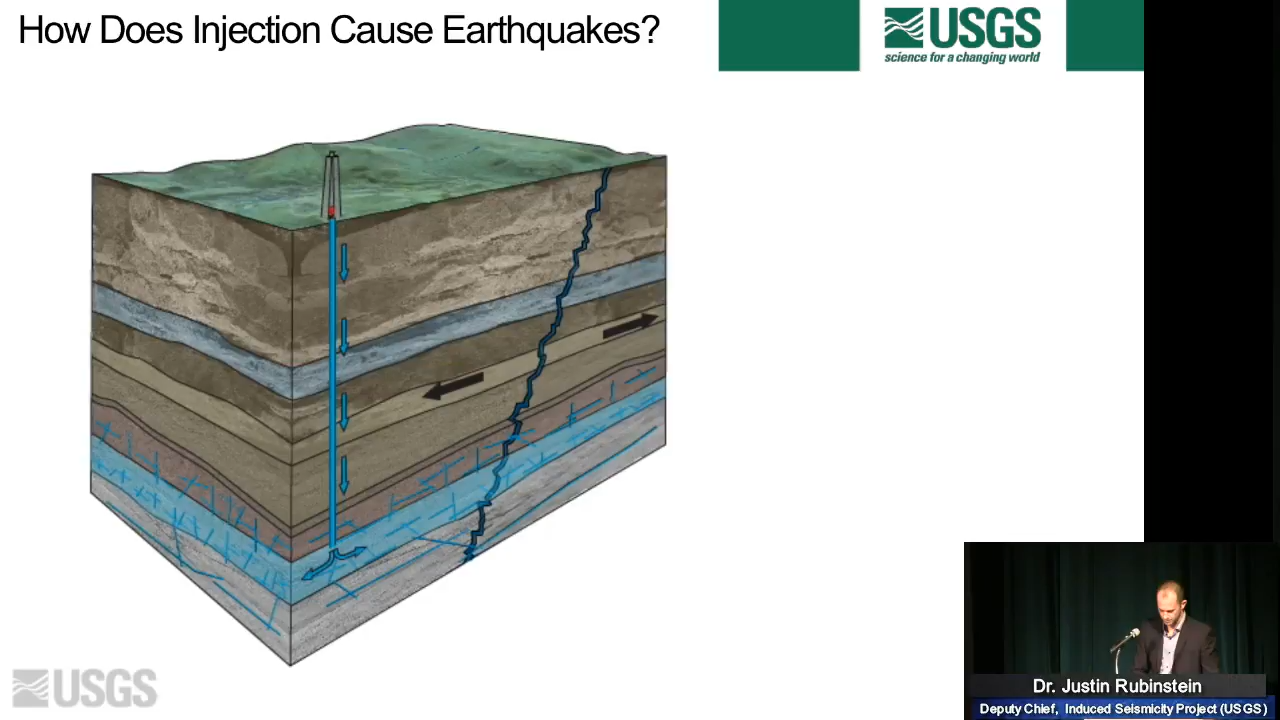 How Does Injection Cause Earthquakes?
USGS
science for a changing world
USGS
Dr. Justin Rubinstein
Deputy Chief, Induced Seismicity Project (USGS)